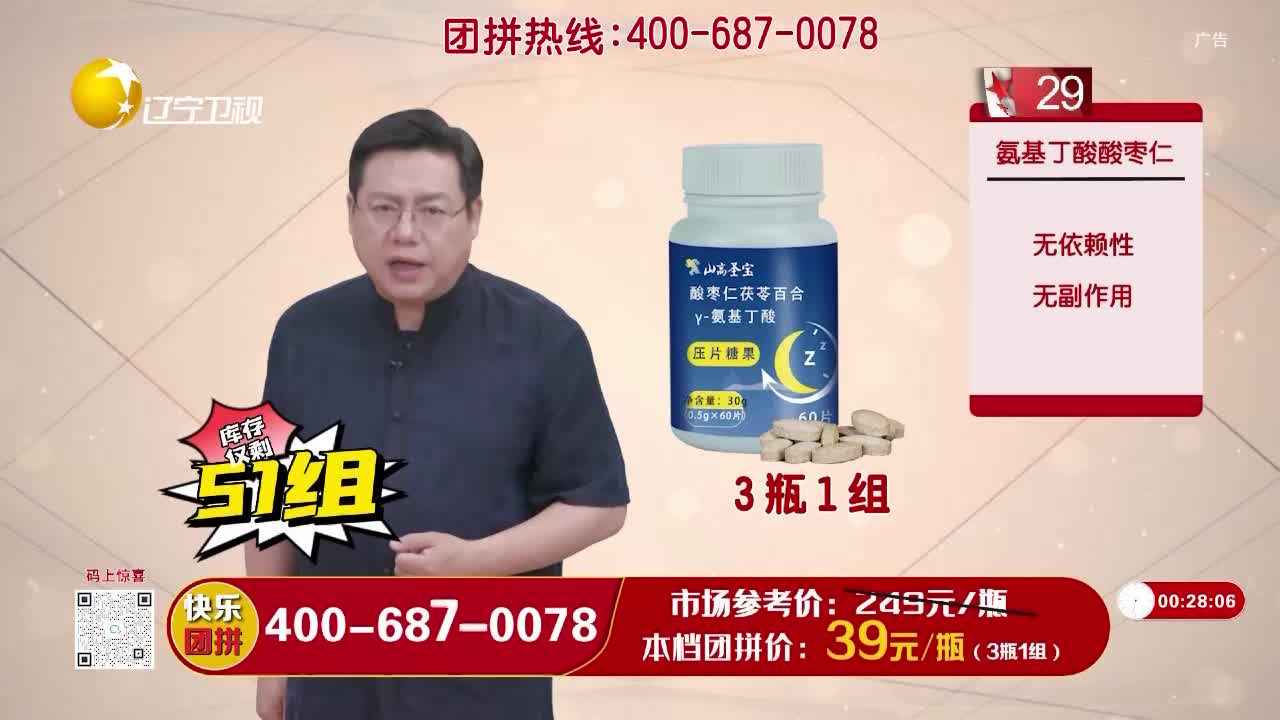 团拼热线:400-687-0078
广告
辽宁卫视
29
氨基丁酸酸枣仁
无依赖性
无副作用
山高圣宝
酸枣仁茯苓百合
γ-氨基丁酸
压片糖果
z
z
净含量：30g
(0.5g×60片)
60片
3瓶1组
库存
仅剩
51组
码上惊喜
快乐
团拼
400-687-0078
市场参考价：249元/瓶
本档团拼价：39元/瓶（3瓶1组）
00:28:06